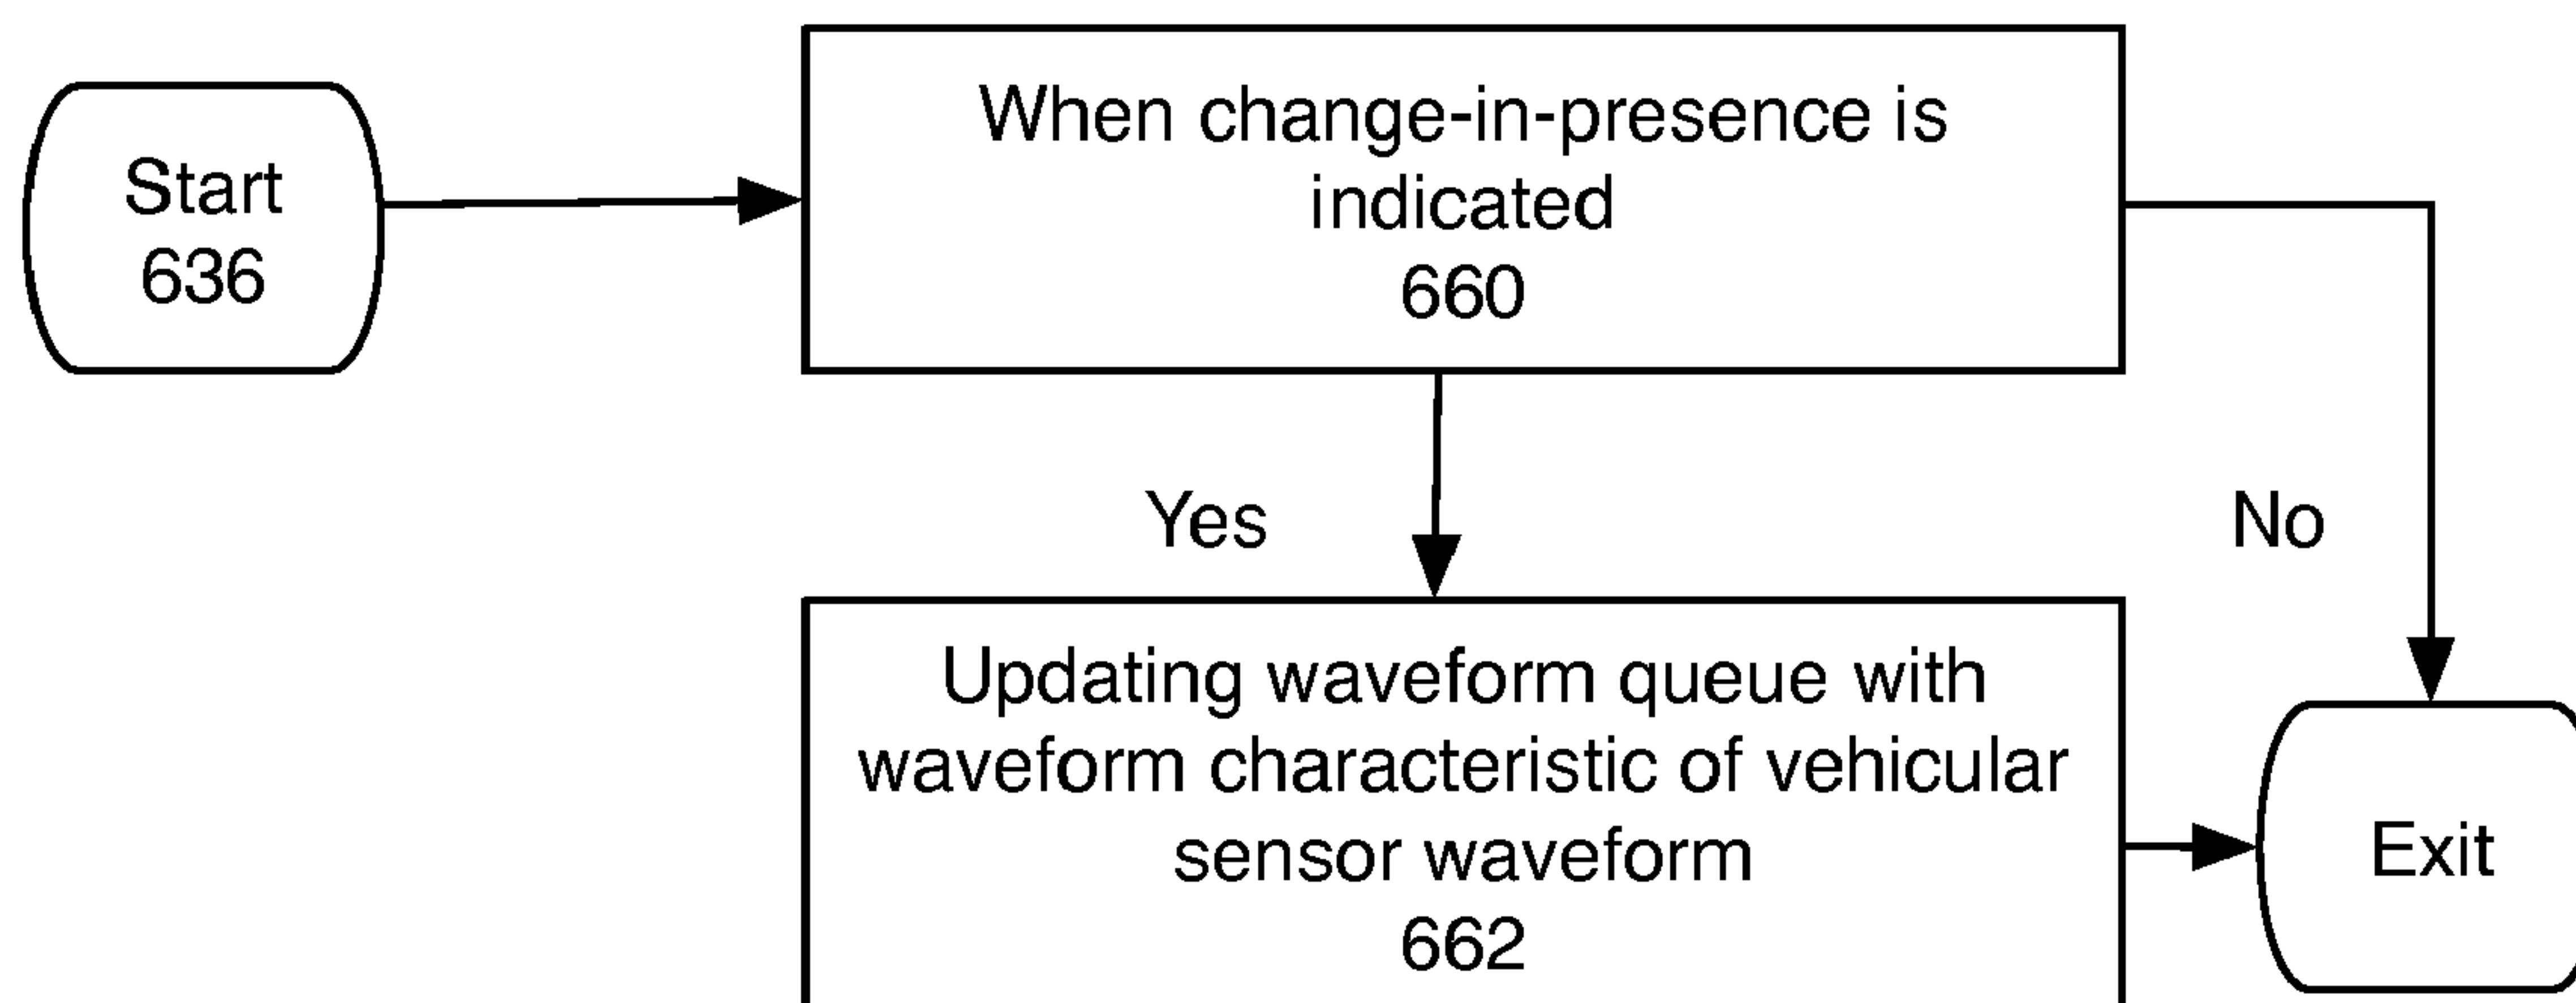 Start
636
When change-in-presence is
indicated
660
Yes
No
Updating waveform queue with
waveform characteristic of vehicular
sensor waveform
662
Exit